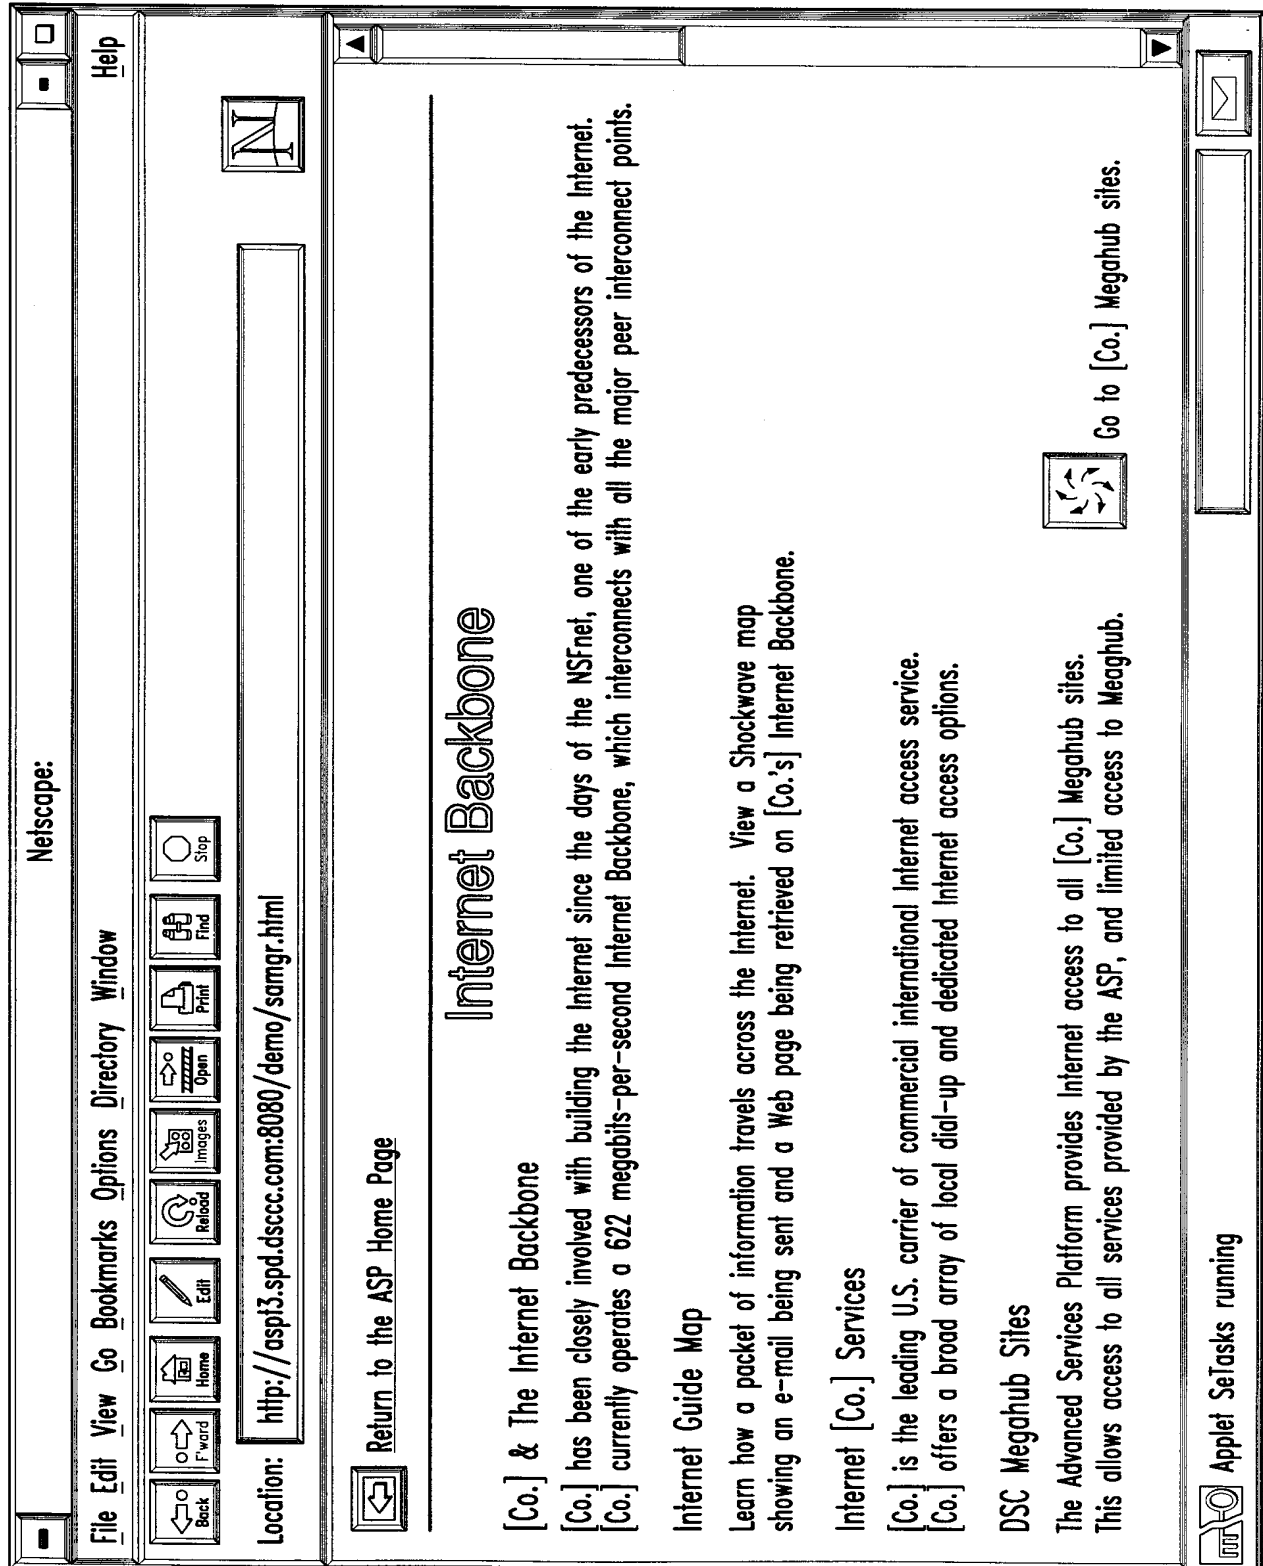 Netscape:
File Edit View Go Bookmarks Options Directory Window Help
Back F'ward Home Edit Reload Images Open Print Find Stop
N
Location: http://aspt3.spd.dsccc.com:8080/demo/samgr.html
Return to the ASP Home Page
Internet Backbone
[Co.] & The Internet Backbone
[Co.] has been closely involved with building the Internet since the days of the NSFnet, one of the early predecessors of the Internet.
[Co.] currently operates a 622 megabits-per-second Internet Backbone, which interconnects with all the major peer interconnect points.
Internet Guide Map
Learn how a packet of information travels across the Internet. View a Shockwave map
showing an e-mail being sent and a Web page being retrieved on [Co.'s] Internet Backbone.
Internet [Co.] Services
[Co.] is the leading U.S. carrier of commercial international Internet access service.
[Co.] offers a broad array of local dial-up and dedicated Internet access options.
DSC Megahub Sites
The Advanced Services Platform provides Internet access to all [Co.] Megahub sites.
This allows access to all services provided by the ASP, and limited access to Meaghub.
Go to [Co.] Megahub sites.
Applet SeTasks running